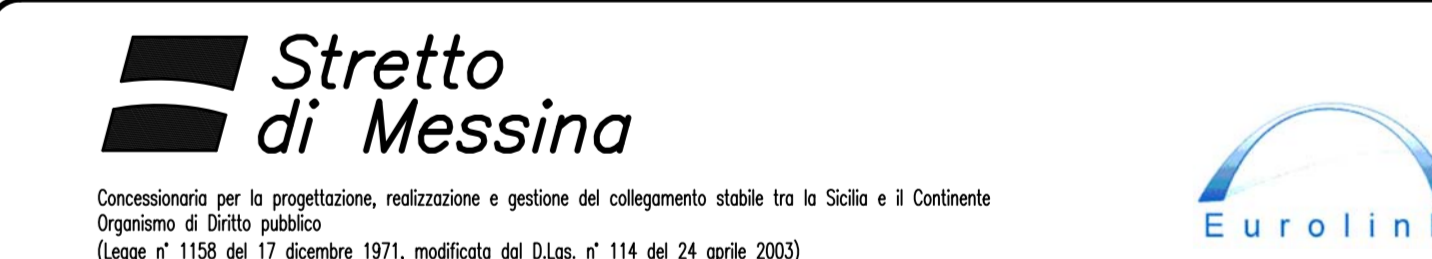 Stretto
di Messina
Concessionaria per la progettazione, realizzazione e gestione del collegamento stabile tra la Sicilia e il Continente
Organismo di Diritto pubblico
(Legge n° 1158 del 17 dicembre 1971, modificata dal D.Lgs. n° 114 del 24 aprile 2003)
Eurolin